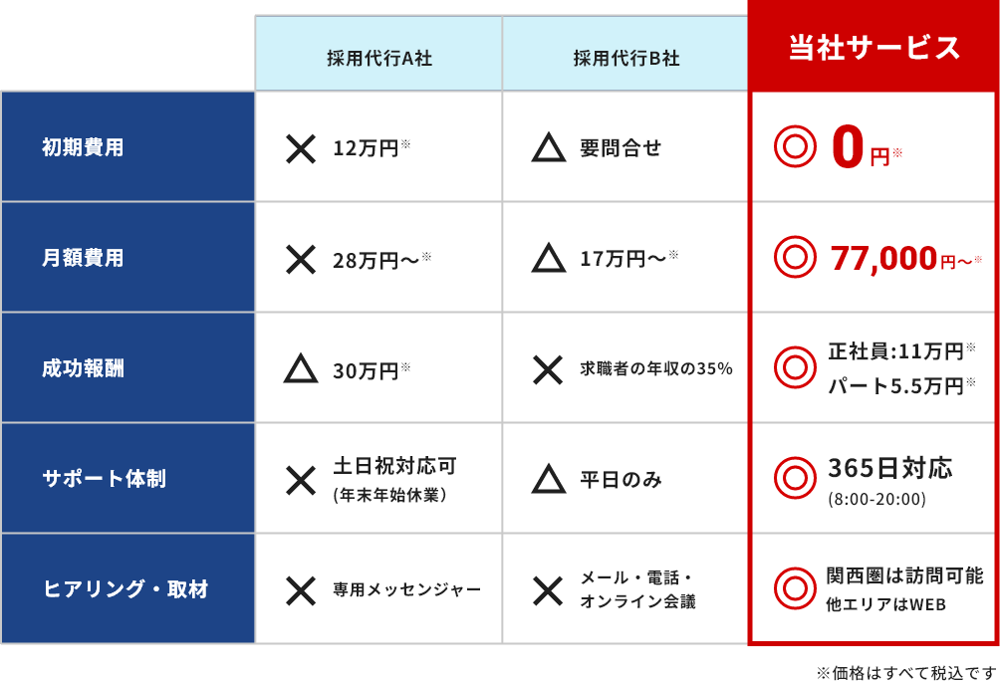 採用代行A社
採用代行B社
当社サービス
初期費用
12万円※
要問合せ
0円※
月額費用
28万円〜※
17万円〜※
77,000円〜※
成功報酬
30万円※
求職者の年収の35%
正社員:11万円※
パート5.5万円※
サポート体制
土日祝対応可
(年末年始休業）
平日のみ
365日対応
(8:00-20:00)
ヒアリング・取材
専用メッセンジャー
メール・電話・
オンライン会議
関西圏は訪問可能
他エリアはWEB
※価格はすべて税込です